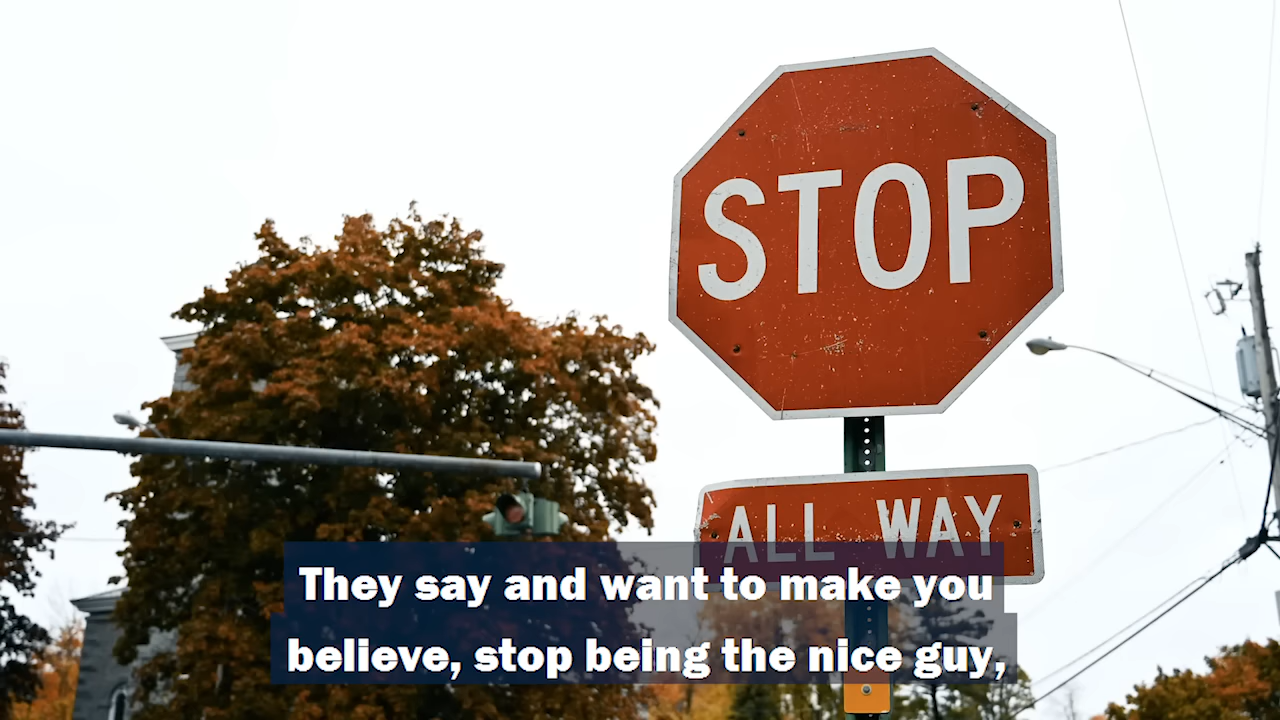 STOP
ALL WAY
They say and want to make you
believe, stop being the nice guy,